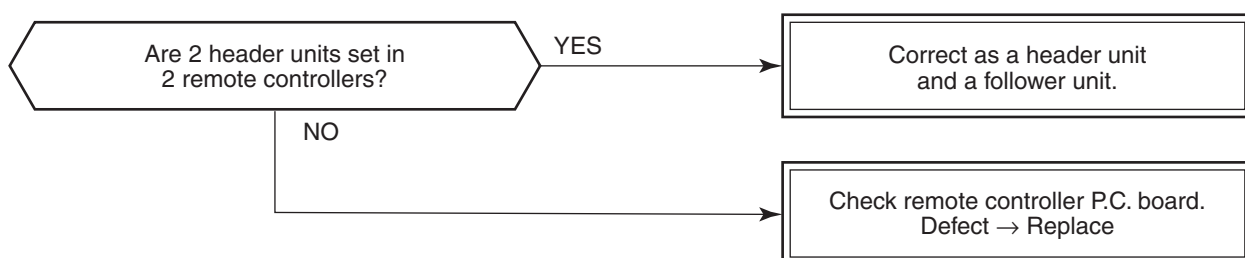 Are 2 header units set in
2 remote controllers?
YES
Correct as a header unit
and a follower unit.
NO
Check remote controller P.C. board.
Defect → Replace